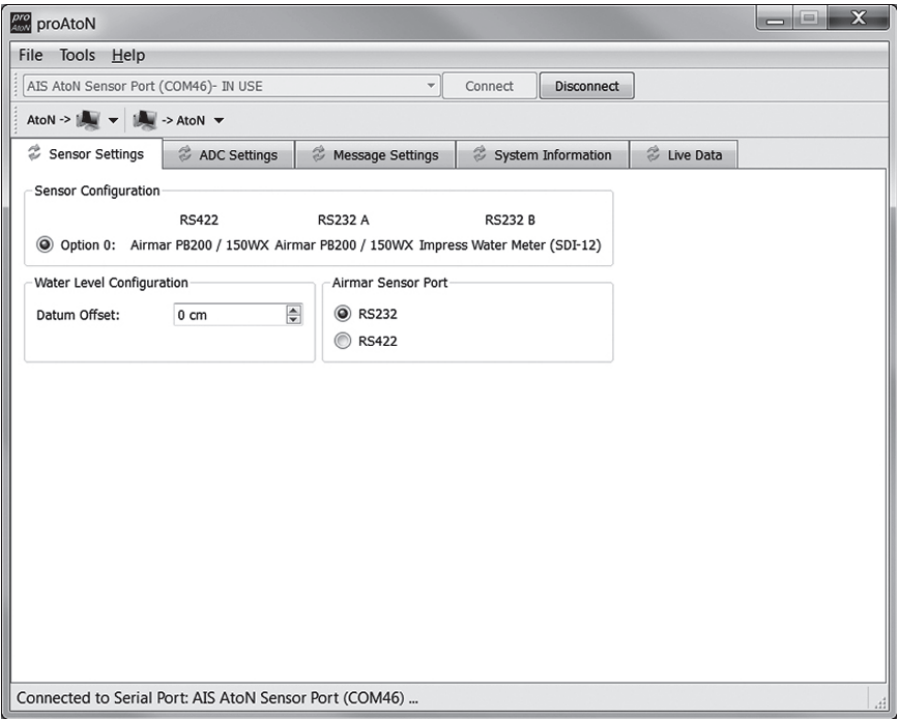 pro AtoN proAtoN
File Tools Help
AIS AtoN Sensor Port (COM46)- IN USE Connect Disconnect
AtoN -> -> AtoN
Sensor Settings ADC Settings Message Settings System Information Live Data
Sensor Configuration
RS422 RS232 A RS232 B
Option 0: Airmar PB200 / 150WX Airmar PB200 / 150WX Impress Water Meter (SDI-12)
Water Level Configuration Airmar Sensor Port
Datum Offset: 0 cm RS232
RS422
Connected to Serial Port: AIS AtoN Sensor Port (COM46) ...